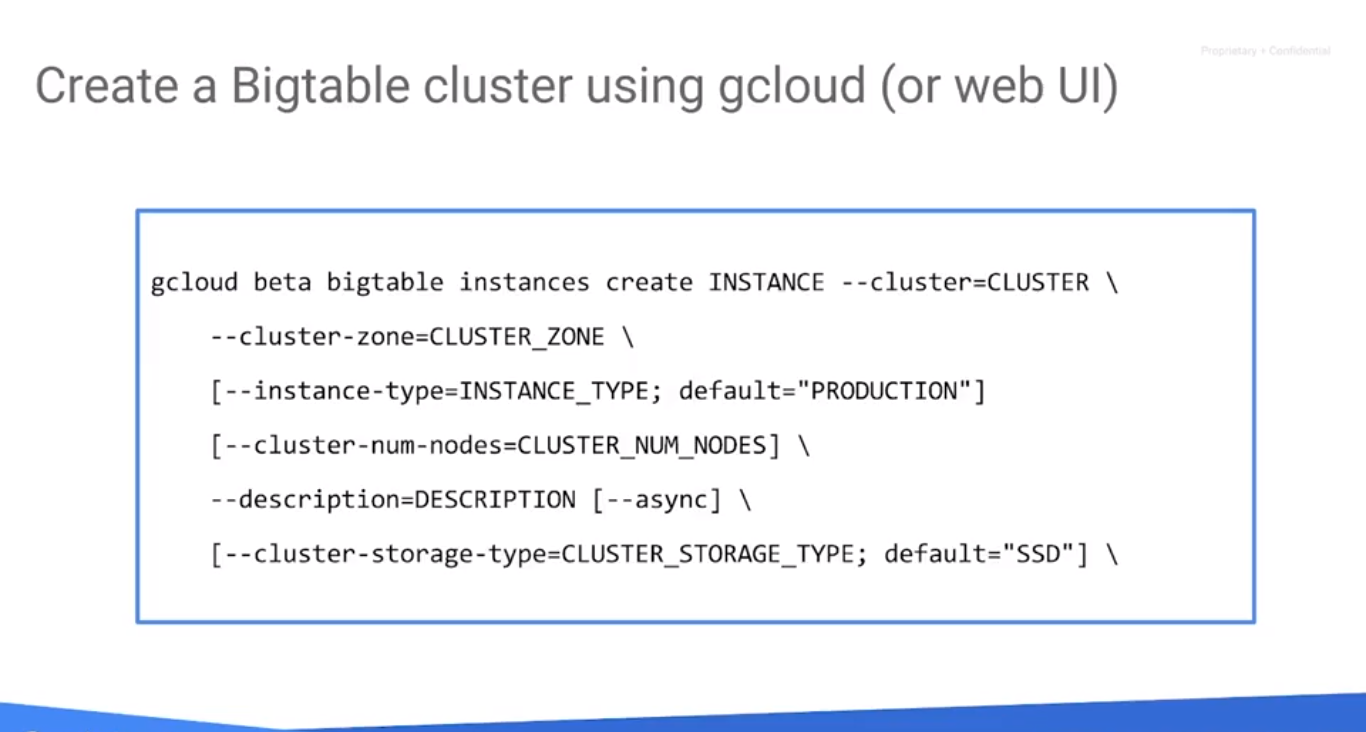 Proprietary + Confidential
Create a Bigtable cluster using gcloud (or web UI)
gcloud beta bigtable instances create INSTANCE --cluster=CLUSTER \
--cluster-zone=CLUSTER_ZONE \
[--instance-type=INSTANCE_TYPE; default="PRODUCTION"]
[--cluster-num-nodes=CLUSTER_NUM_NODES] \
--description=DESCRIPTION [--async] \
[--cluster-storage-type=CLUSTER_STORAGE_TYPE; default="SSD"] \